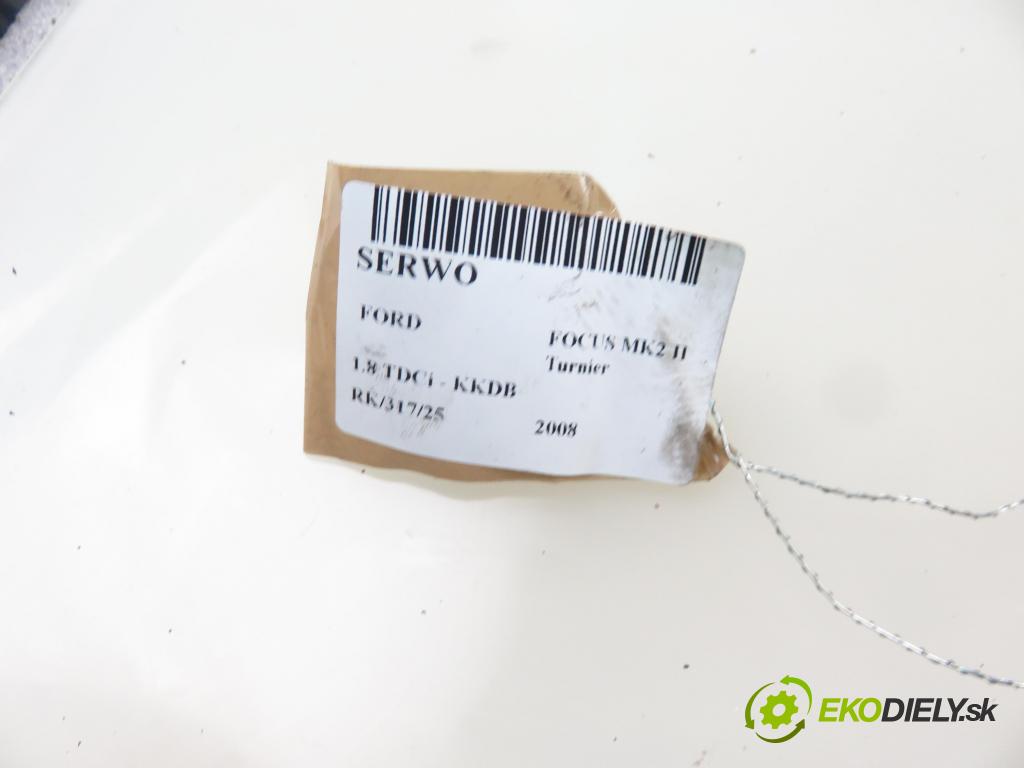 SERWO
FORD
FOCUS MK2 II
Turnier
1.8 TDCi - KKDB
RK/317/25
2008
EKODIELY.sk